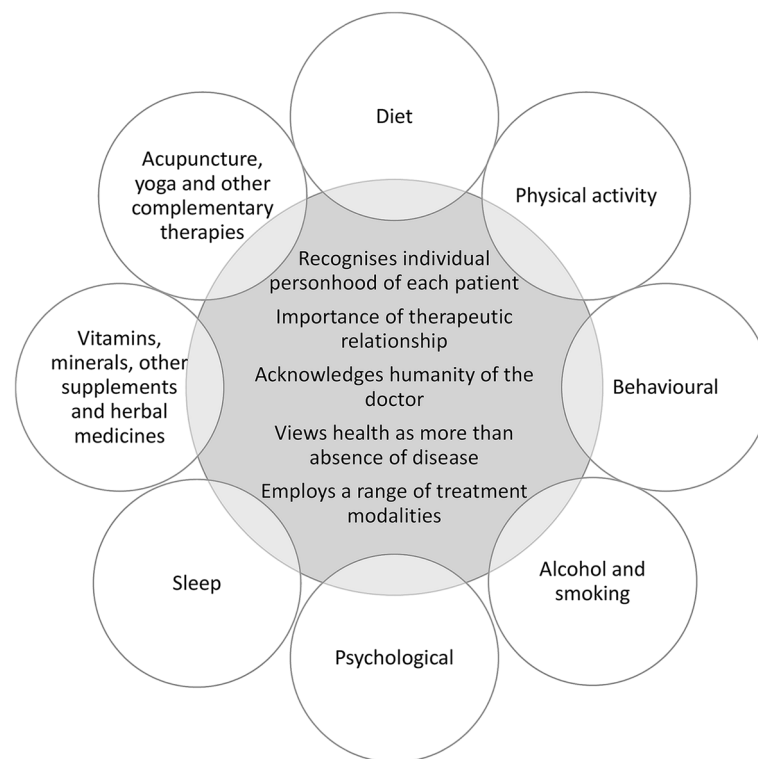 Diet
Physical activity
Behavioural
Alcohol and
smoking
Psychological
Sleep
Vitamins,
minerals, other
supplements
and herbal
medicines
Acupuncture,
yoga and other
complementary
therapies
Recognises individual
personhood of each patient
Importance of therapeutic
relationship
Acknowledges humanity of the
doctor
Views health as more than
absence of disease
Employs a range of treatment
modalities